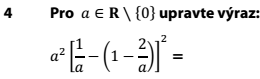 4 Pro a ∈ R \ {0} upravte výraz:
a² [1/a − (1 − 2/a)]² =